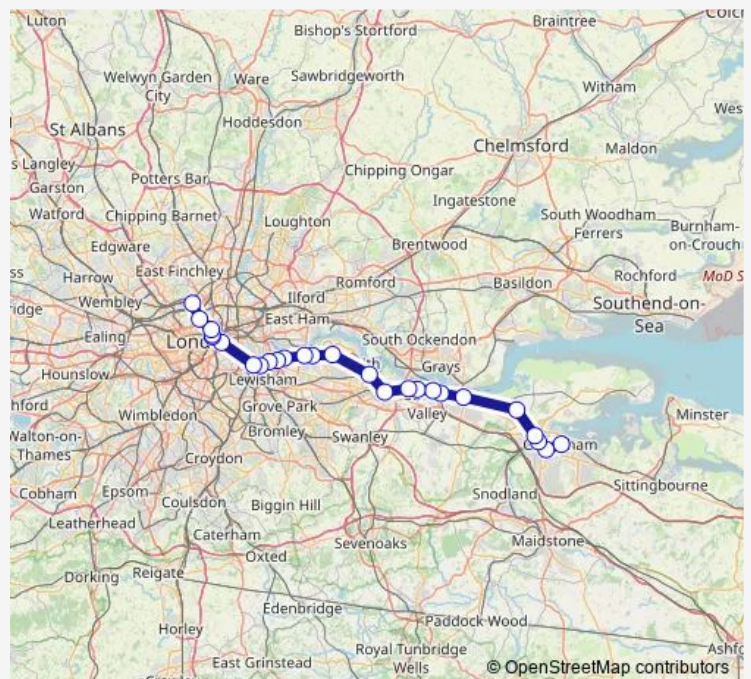 Luton
Bishop's Stortford
Braintree
Welwyn Garden
City
Ware
Sawbridgeworth
Witham
Hoddesdon
St Albans
Chelmsford
Maldon
s Langley
Potters Bar
Chipping Ongar
Garston
Ingatestone
Watford
Chipping Barnet
Loughton
South Woodham
Ferrers
Burnham-
on-Crouch
Edgware
Brentwood
East Finchley
Harrow
Wembley
Ilford
Romford
Basildon
Rochford
MoD S
Southend-on-
Sea
East Ham
Ealing
South Ockendon
Grays
Hounslow
Lewisham
Grove Park
Valley
Minster
Wimbledon
Bromley
Swanley
Walton-on-
Thames
Croydon
Sittingbourne
Cobham
Epsom
Coulsdon
Biggin Hill
Snodland
Leatherhead
Caterham
Sevenoaks
Maidstone
Oxted
Dorking
Reigate
Edenbridge
Paddock Wood
Horley
Royal Tunbridge
Wells
East Grinstead
© OpenStreetMap contributors